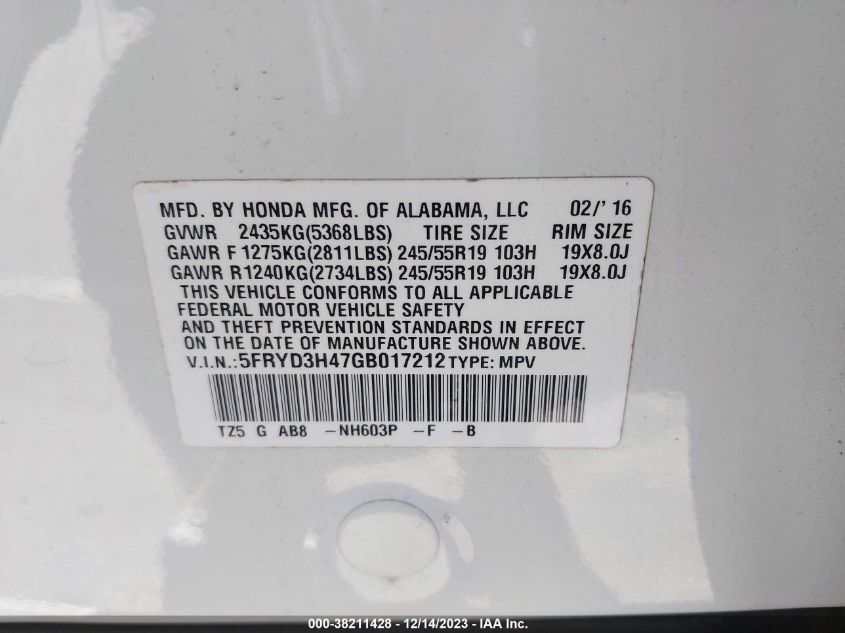 MFD. BY HONDA MFG. OF ALABAMA, LLC 02/' 16
GVWR 2435KG(5368LBS) TIRE SIZE RIM SIZE
GAWR F 1275KG(2811LBS) 245/55R19 103H 19X8.0J
GAWR R1240KG(2734LBS) 245/55R19 103H 19X8.0J
THIS VEHICLE CONFORMS TO ALL APPLICABLE
FEDERAL MOTOR VEHICLE SAFETY
AND THEFT PREVENTION STANDARDS IN EFFECT
ON THE DATE OF MANUFACTURE SHOWN ABOVE.
V.I.N.:5FRYD3H47GB017212 TYPE: MPV
TZ5 G AB8 -NH603P -F -B
000-38211428 - 12/14/2023 - IAA Inc.